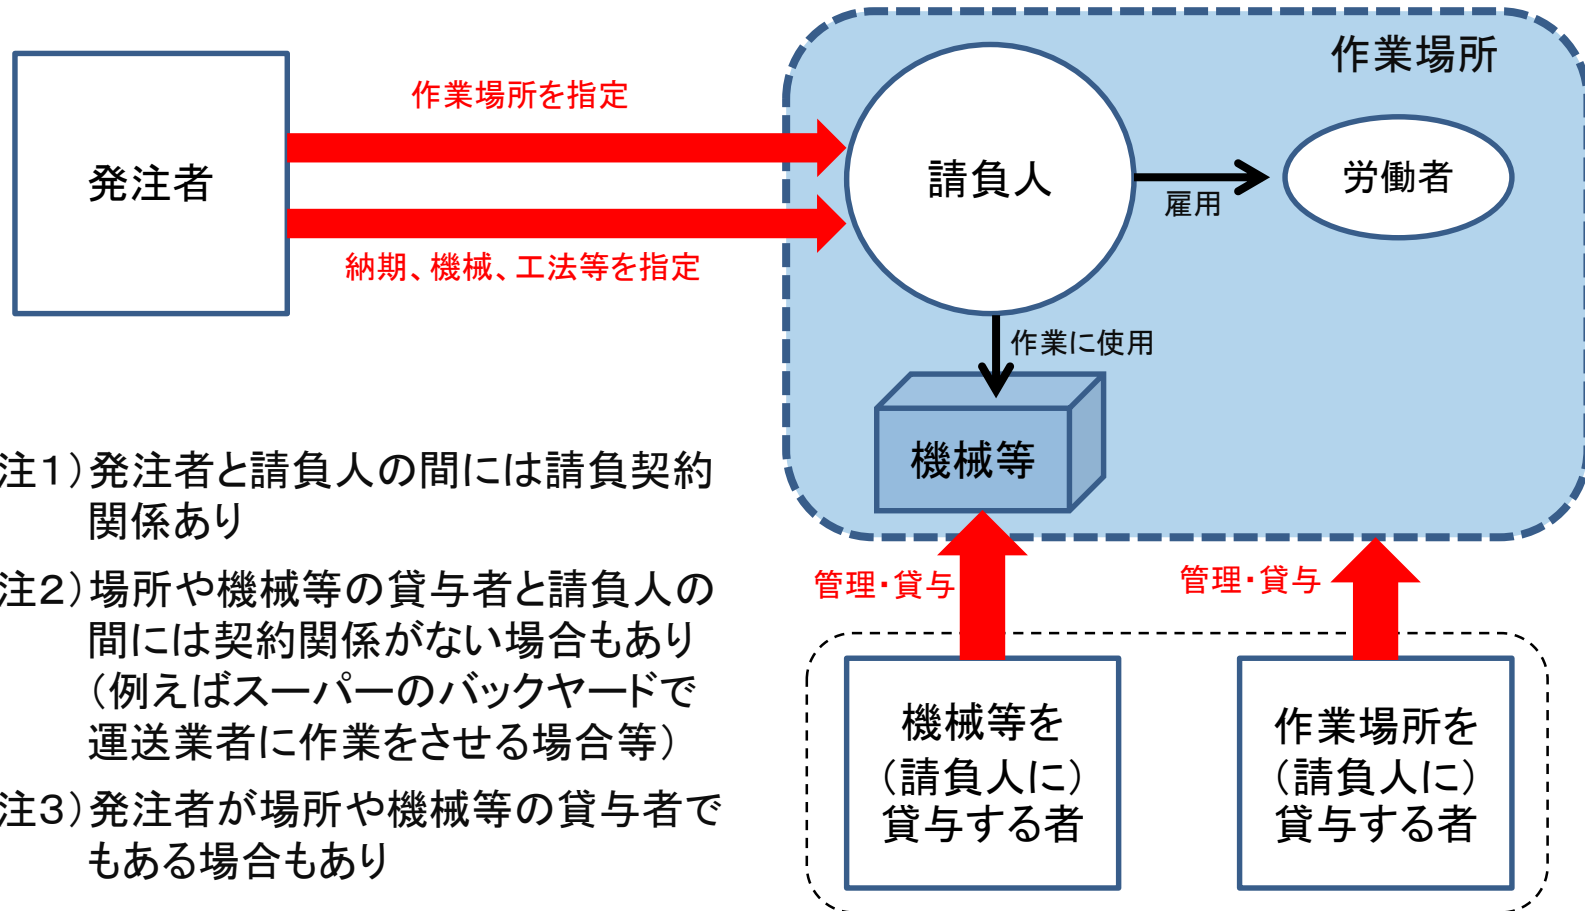 作業場所
作業場所を指定
発注者
請負人
労働者
雇用
納期、機械、工法等を指定
作業に使用
機械等
注１）発注者と請負人の間には請負契約
関係あり
注２）場所や機械等の貸与者と請負人の
間には契約関係がない場合もあり
（例えばスーパーのバックヤードで
運送業者に作業をさせる場合等）
注３）発注者が場所や機械等の貸与者で
もある場合もあり
管理・貸与
管理・貸与
機械等を
（請負人に）
貸与する者
作業場所を
（請負人に）
貸与する者